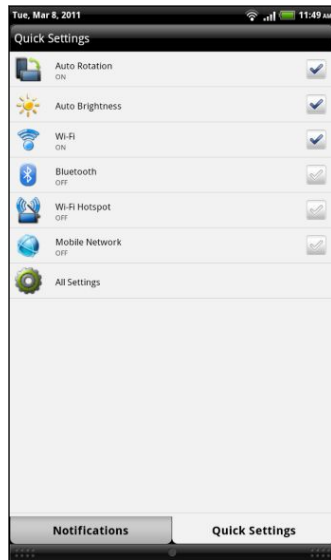 Tue, Mar 8, 2011 11:49 AM
Quick Settings
Auto Rotation
ON
Auto Brightness
Wi-Fi
ON
Bluetooth
OFF
Wi-Fi Hotspot
OFF
Mobile Network
OFF
All Settings
Notifications Quick Settings